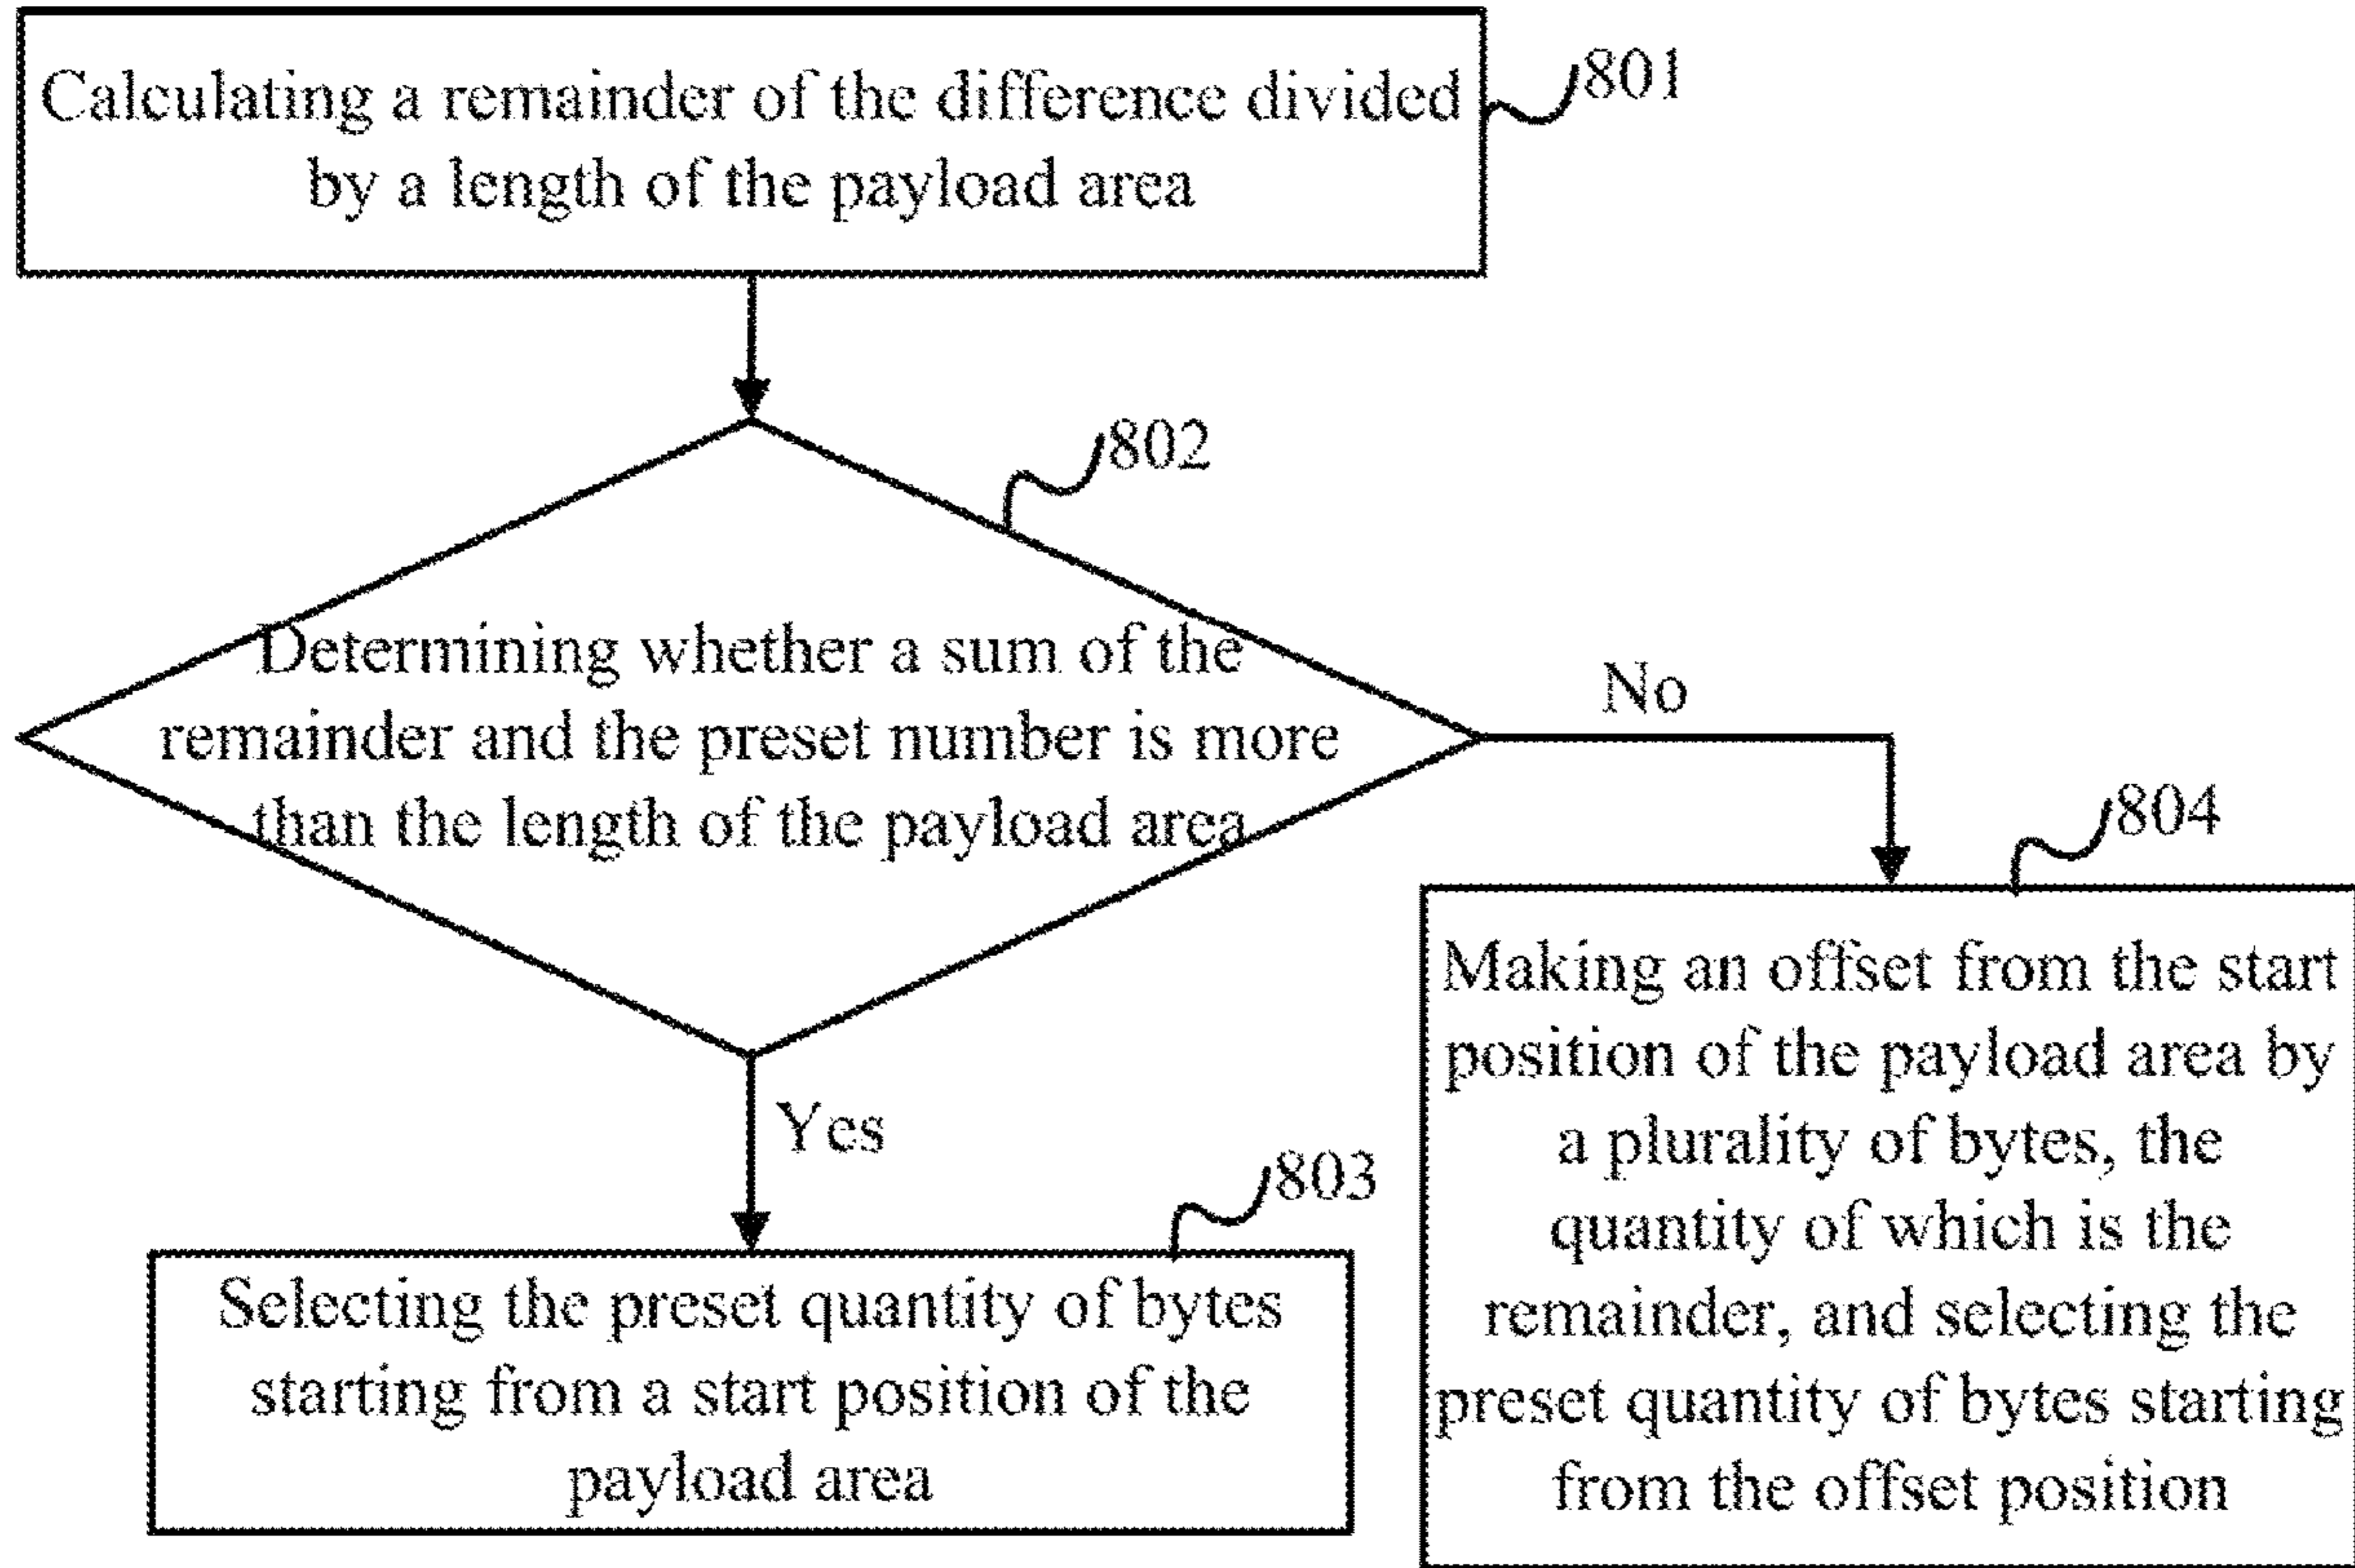 Calculating a remainder of the difference divided
by a length of the payload area
801
802
Determining whether a sum of the
remainder and the preset number is more
than the length of the payload area
No
804
Making an offset from the start
position of the payload area by
a plurality of bytes, the
quantity of which is the
remainder, and selecting the
preset quantity of bytes starting
from the offset position
Yes
803
Selecting the preset quantity of bytes
starting from a start position of the
payload area